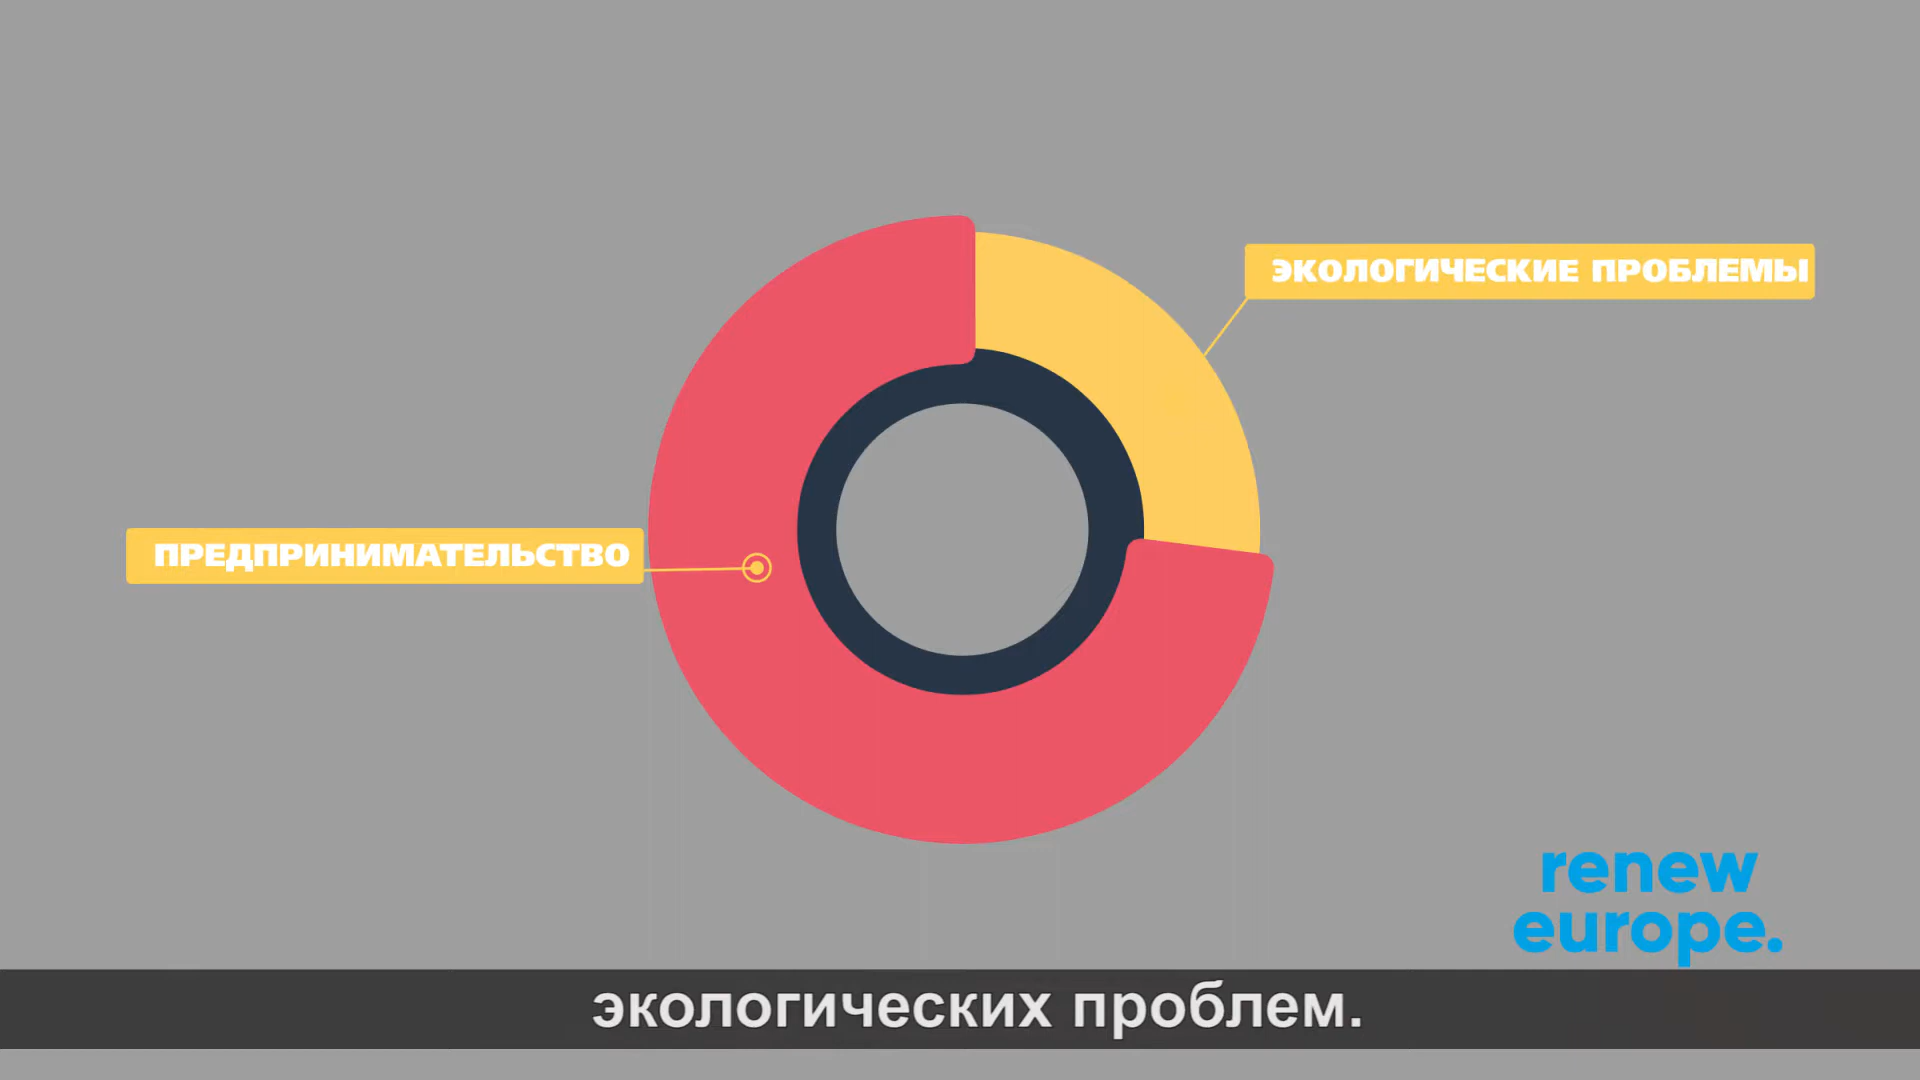 ЭКОЛОГИЧЕСКИЕ ПРОБЛЕМЫ
ПРЕДПРИНИМАТЕЛЬСТВО
renew
europe.
экологических проблем.